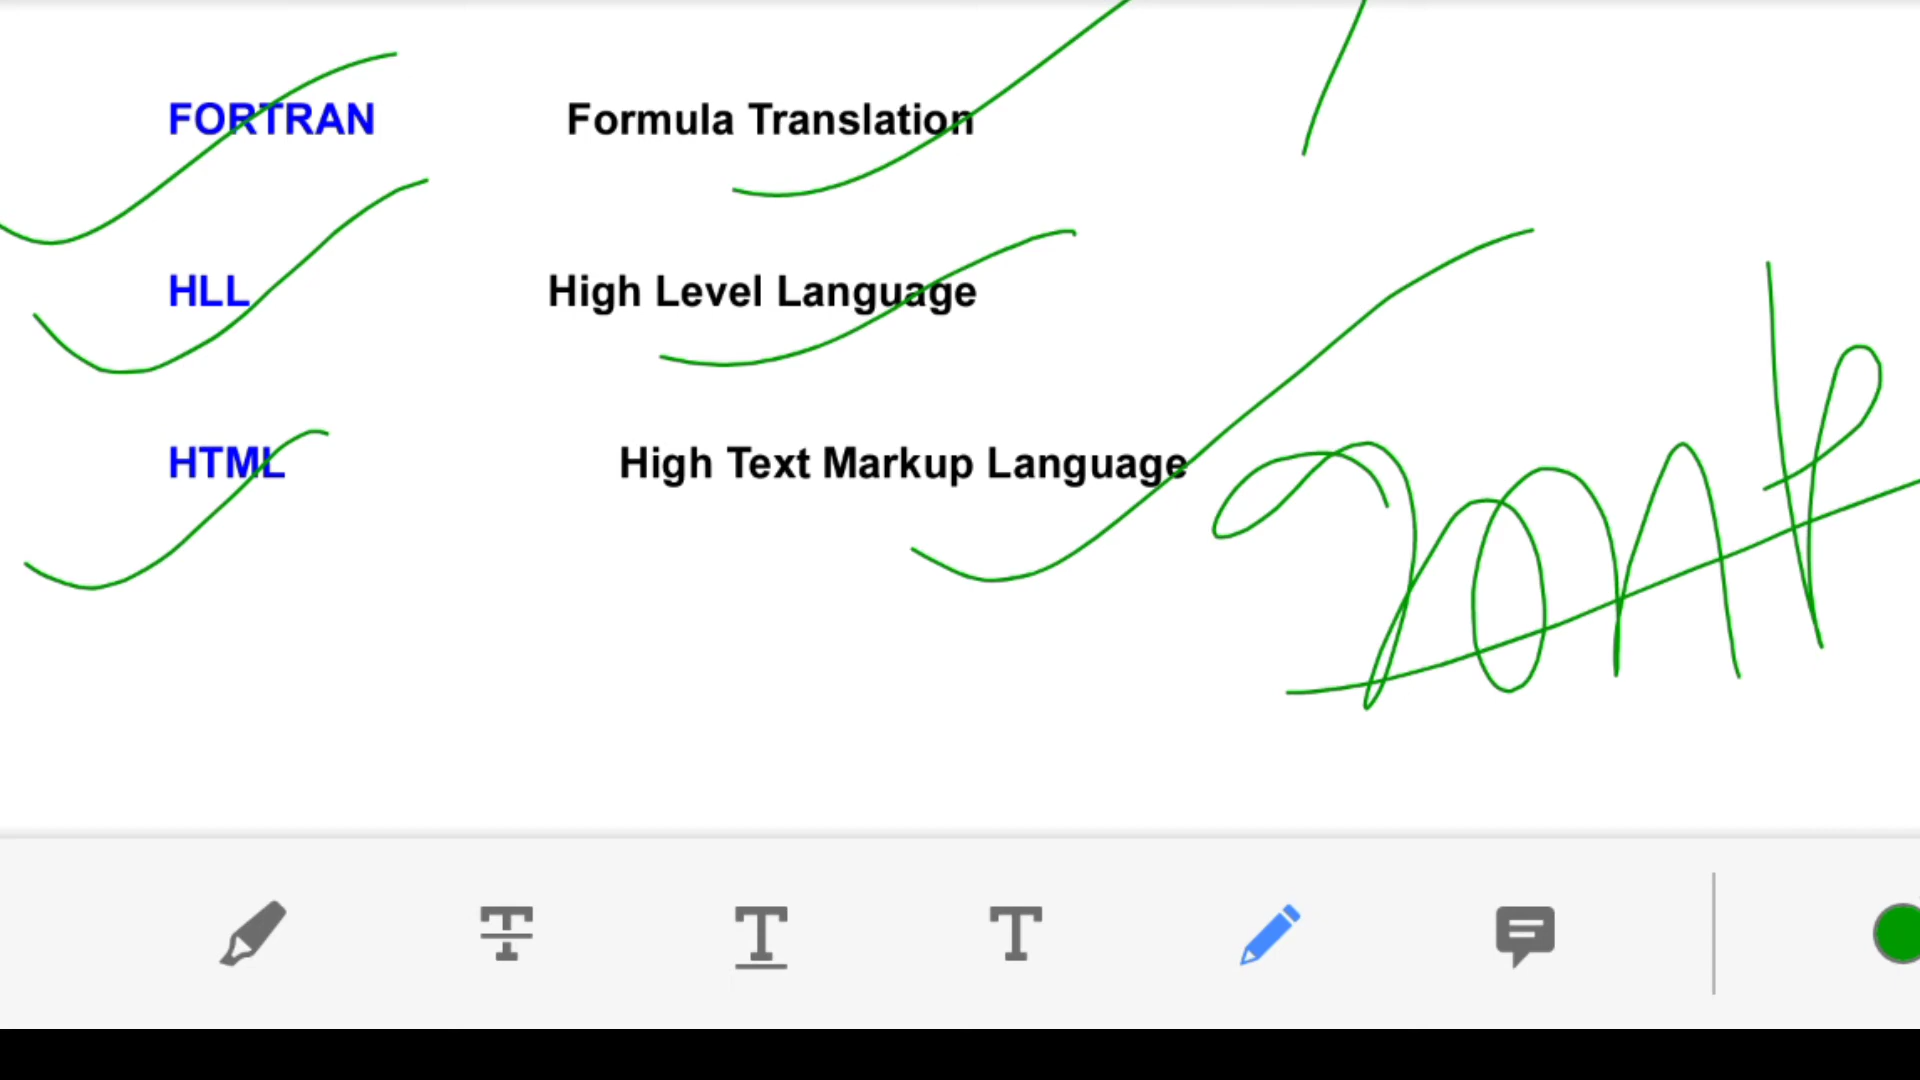 FORTRAN Formula Translation
HLL High Level Language
HTML High Text Markup Language